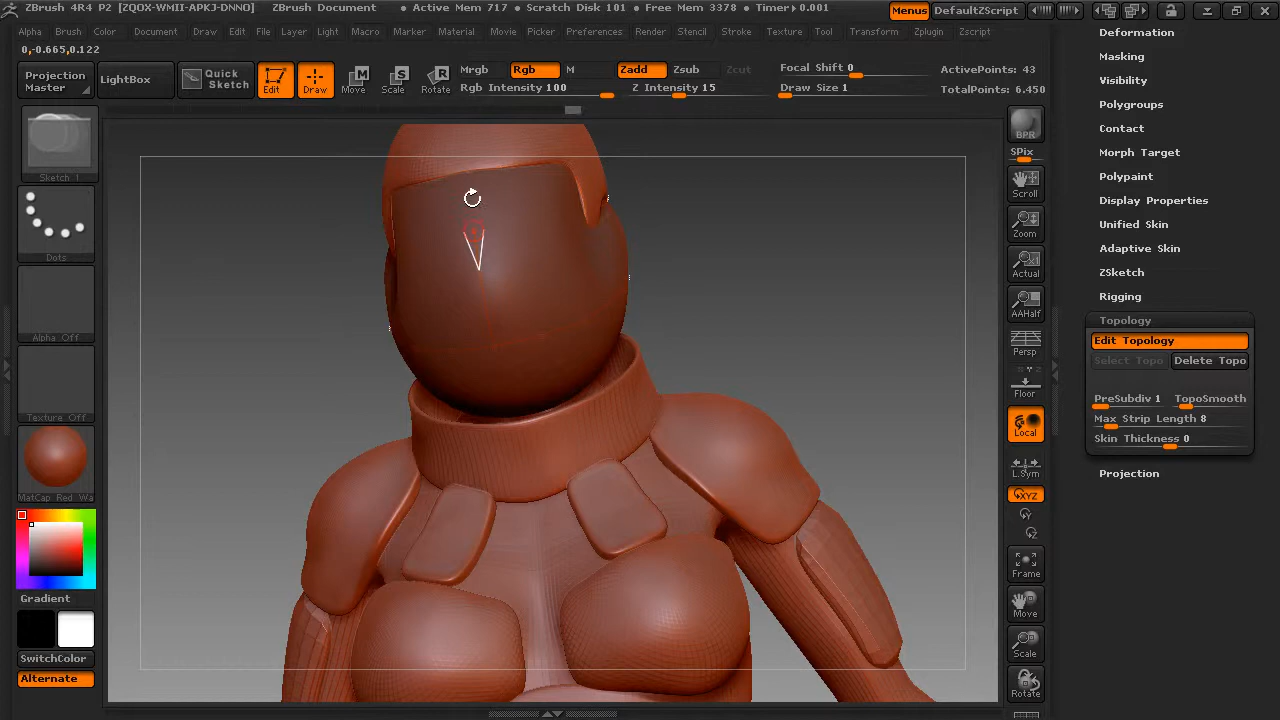 ZBrush 4R4 P2 [ZQOX-WMII-APKJ-DNNO] ZBrush Document • Active Mem 717 • Scratch Disk 101 • Free Mem 3378 • Timer▸0.001 Menus DefaultZScript
Alpha Brush Color Document Draw Edit File Layer Light Macro Marker Material Movie Picker Preferences Render Stencil Stroke Texture Tool Transform Zplugin Zscript
0,-0.665,0.122
Projection Master
LightBox
Quick Sketch
Edit
Draw
Move
Scale
Rotate
Mrgb Rgb M
Rgb Intensity 100
Zadd Zsub Zcut
Z Intensity 15
Focal Shift 0
Draw Size 1
ActivePoints: 43
TotalPoints: 6.450
Sketch 1
Dots
Alpha Off
Texture Off
MatCap Red Wa
Gradient
SwitchColor
Alternate
BPR
SPix
Scroll
Zoom
Actual
AAHalf
Persp
Floor
Local
L.Sym
XYZ
Y
Z
Frame
Move
Scale
Rotate
Deformation
Masking
Visibility
Polygroups
Contact
Morph Target
Polypaint
Display Properties
Unified Skin
Adaptive Skin
ZSketch
Rigging
Topology
Edit Topology
Select Topo Delete Topo
PreSubdiv 1 TopoSmooth
Max Strip Length 8
Skin Thickness 0
Projection